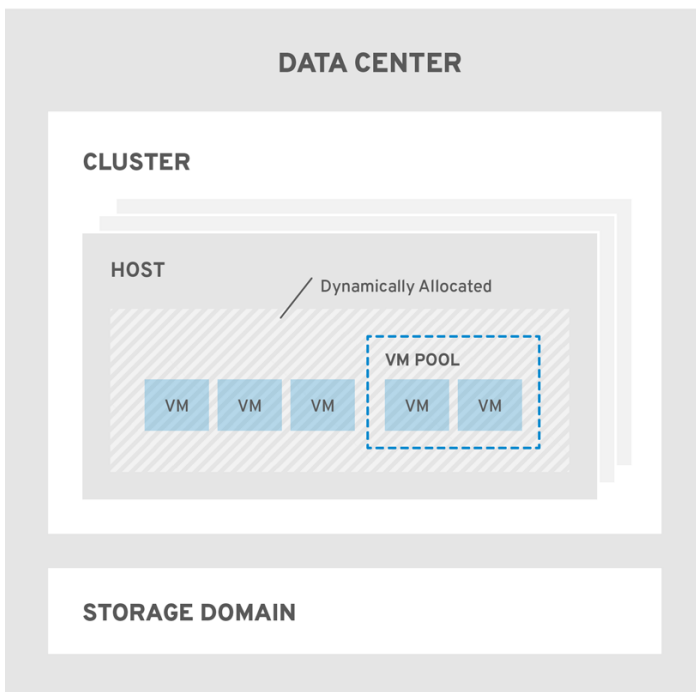 DATA CENTER
CLUSTER
HOST
Dynamically Allocated
VM POOL
VM VM VM VM VM
STORAGE DOMAIN